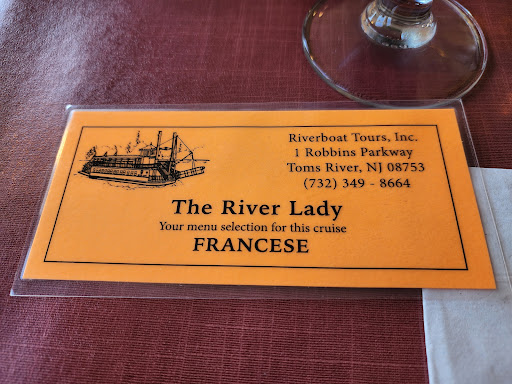 Riverboat Tours, Inc.
1 Robbins Parkway
Toms River, NJ 08753
(732) 349 - 8664
The River Lady
Your menu selection for this cruise
FRANCESE